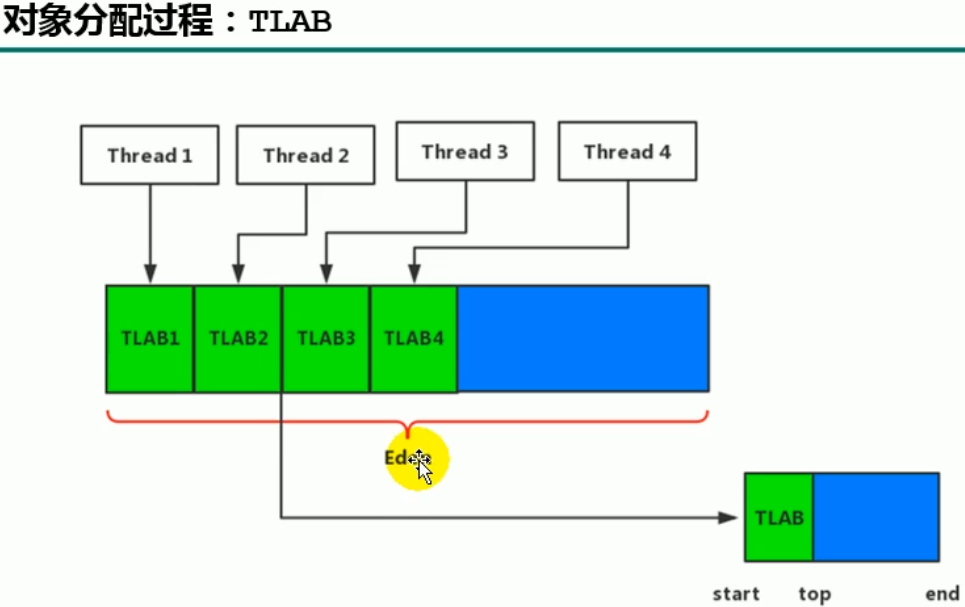 对象分配过程：TLAB
Thread 1
Thread 2
Thread 3
Thread 4
TLAB1
TLAB2
TLAB3
TLAB4
TLAB
start
top
end